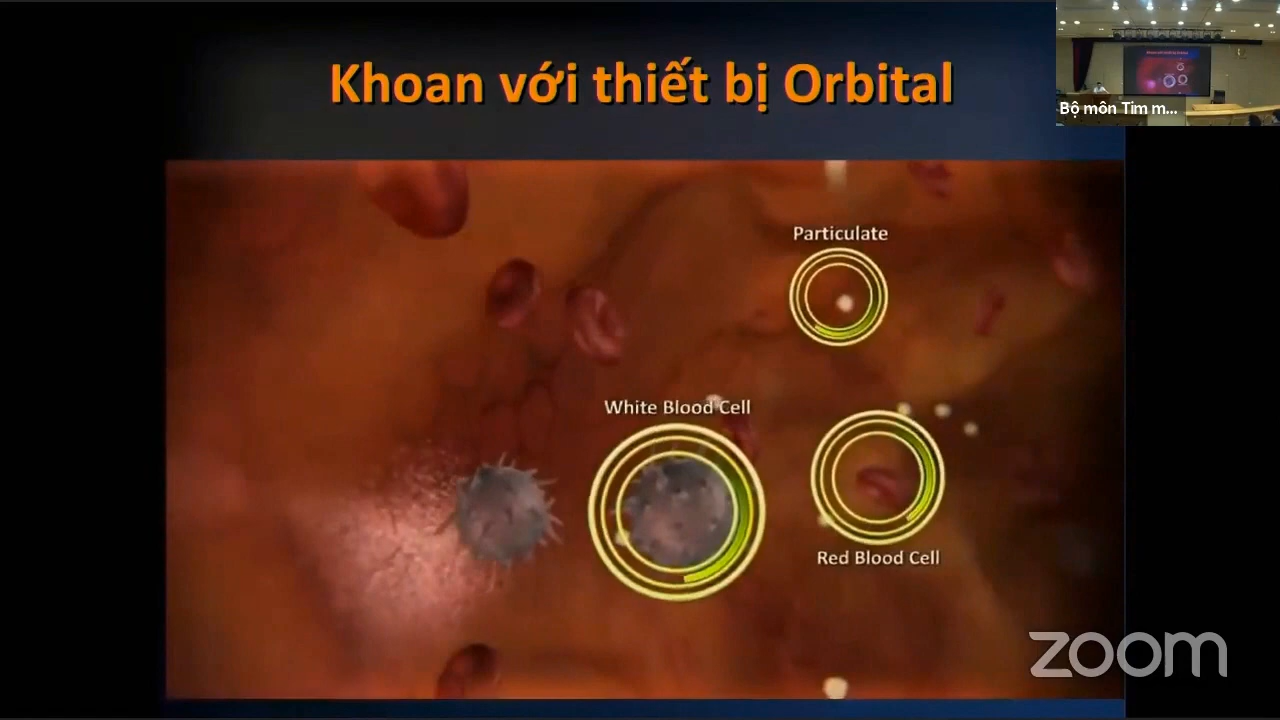 Khoan với thiết bị Orbital
Bộ môn Tim m...
Particulate
White Blood Cell
Red Blood Cell
zoom